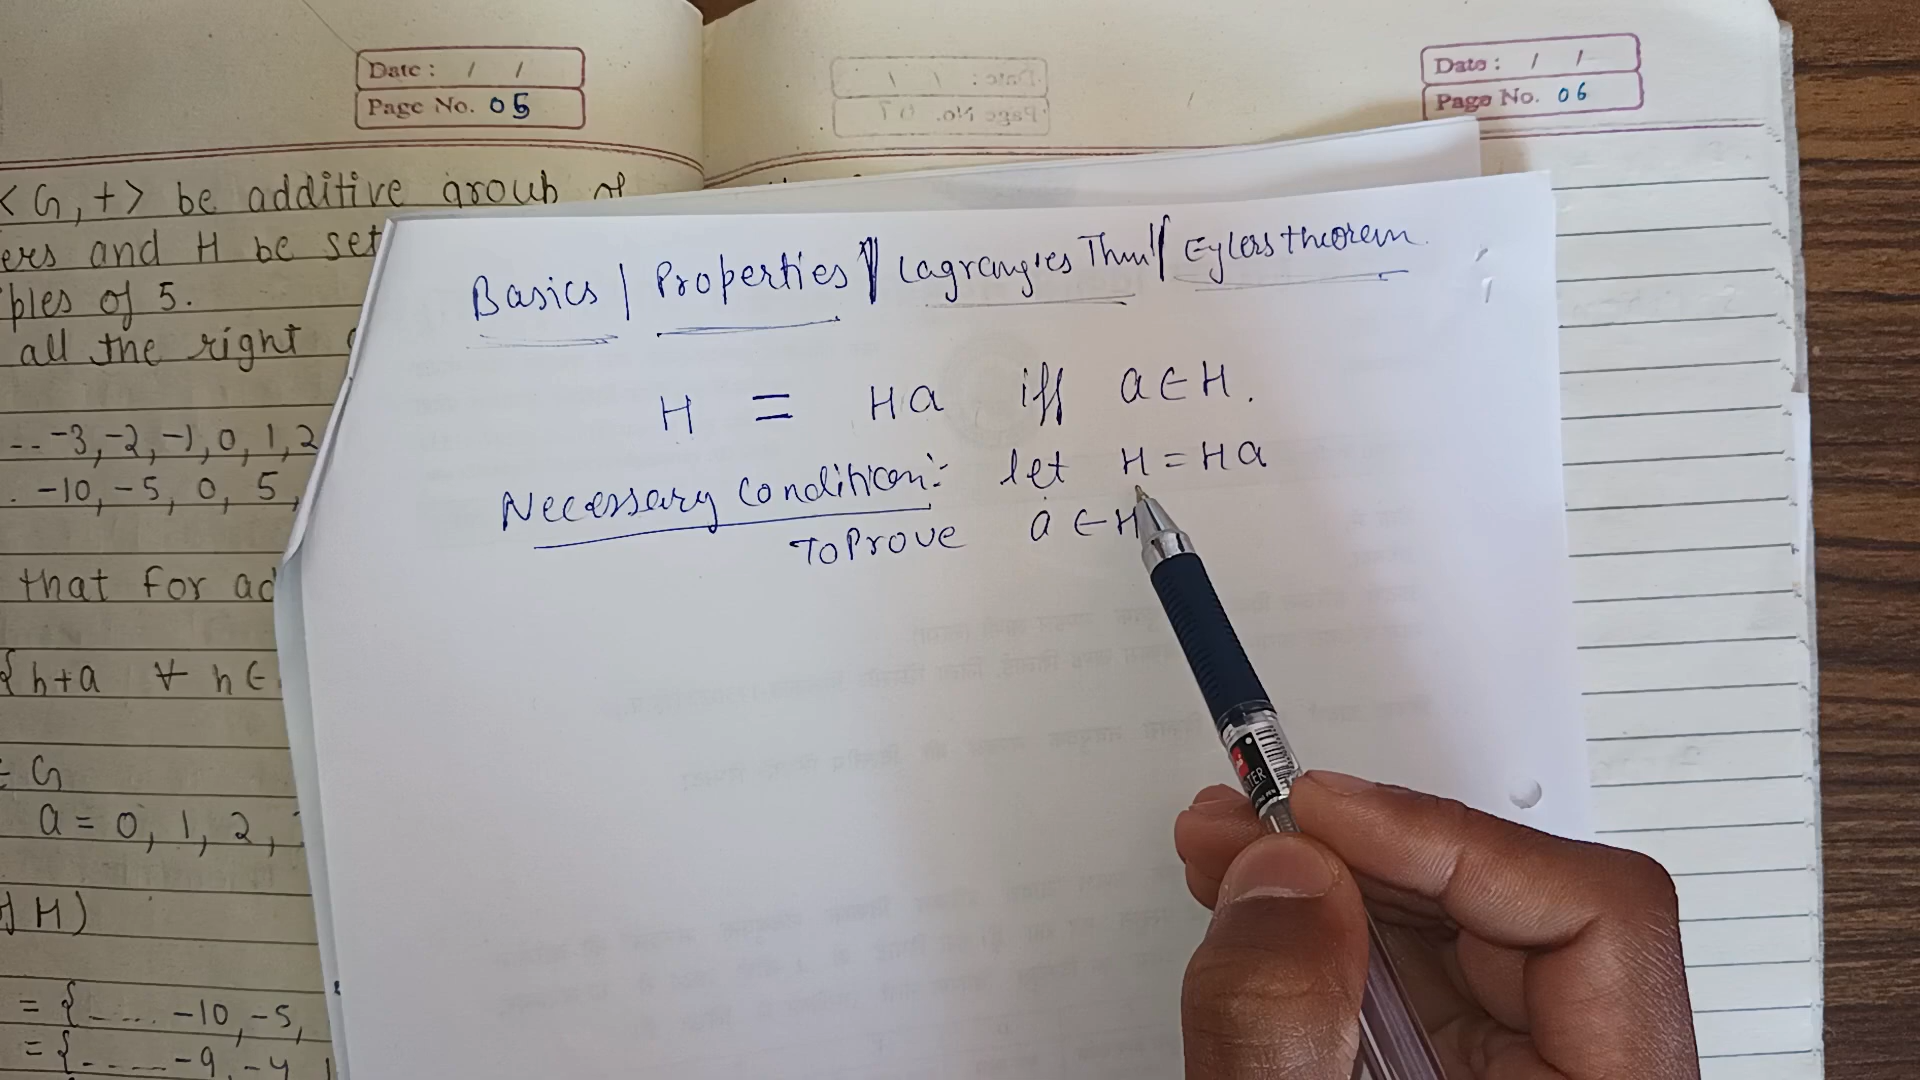 Date : / /
Page No. 05
Date : / /
Page No. 06
< G, + > be additive group of
ers and H be set
ples of 5.
all the right
-- -3, -2, -1, 0, 1, 2
. -10, -5, 0, 5,
that for ad
{h+a ∀ h ∈
∈ G
a = 0, 1, 2,
H)
= {---- -10, -5,
= {---- -9, -4
Basics | Properties || Lagrangies Thm || Eylers theorem.
H = Ha iff a ∈ H.
Necessary Condition:- let H = Ha
To Prove a ∈ H